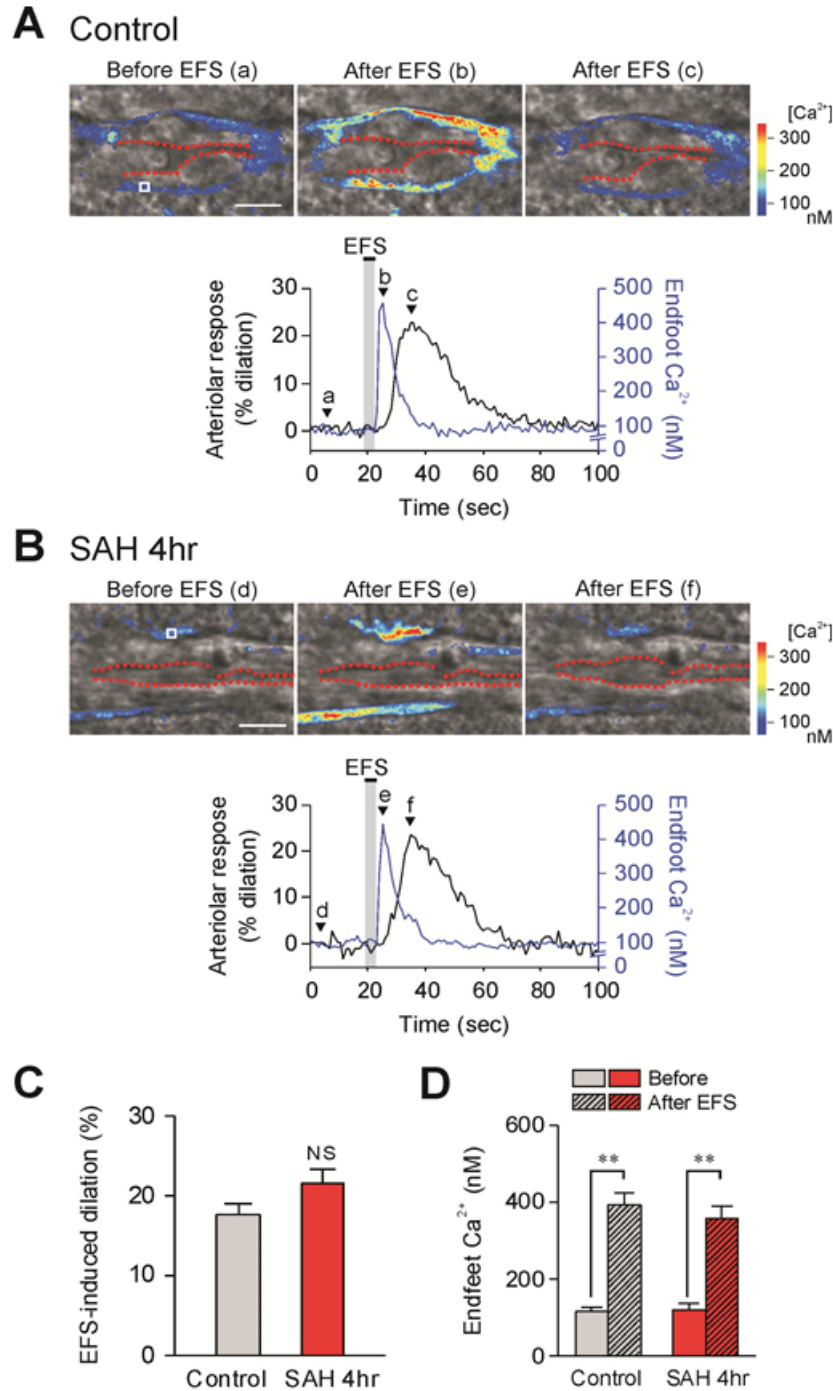 A Control
Before EFS (a) After EFS (b) After EFS (c)
[Ca²⁺]
300
200
100
nM
EFS
b
c
a
30
20
10
0
Arteriolar respose
(% dilation)
500
400
300
200
100
0
Endfoot Ca²⁺ (nM)
0 20 40 60 80 100
Time (sec)
B SAH 4hr
Before EFS (d) After EFS (e) After EFS (f)
[Ca²⁺]
300
200
100
nM
EFS
e
f
d
30
20
10
0
Arteriolar respose
(% dilation)
500
400
300
200
100
0
Endfoot Ca²⁺ (nM)
0 20 40 60 80 100
Time (sec)
C
EFS-induced dilation (%)
30
20
10
0
NS
Control SAH 4hr
D
Before
After EFS
Endfeet Ca²⁺ (nM)
600
400
200
0
** **
Control SAH 4hr